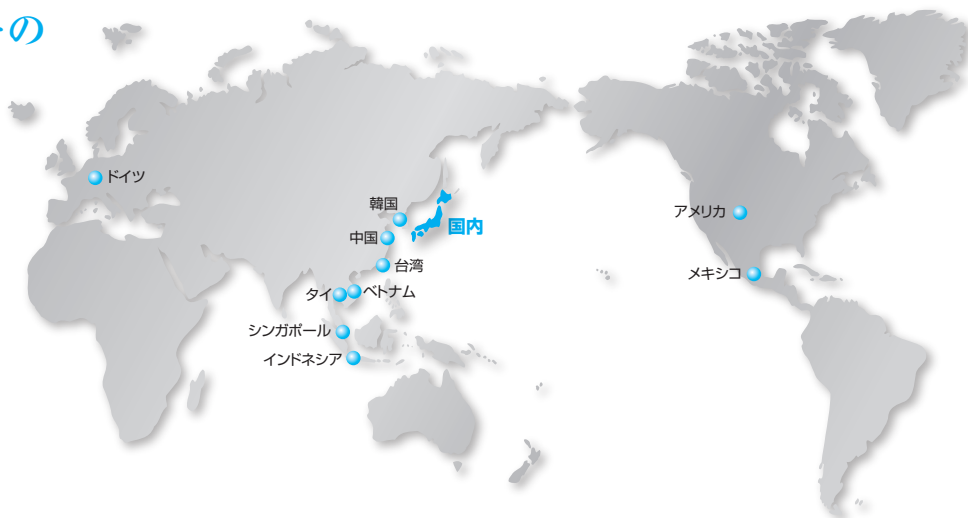 の
ドイツ
韓国
国内
中国
台湾
タイ
ベトナム
シンガポール
インドネシア
アメリカ
メキシコ